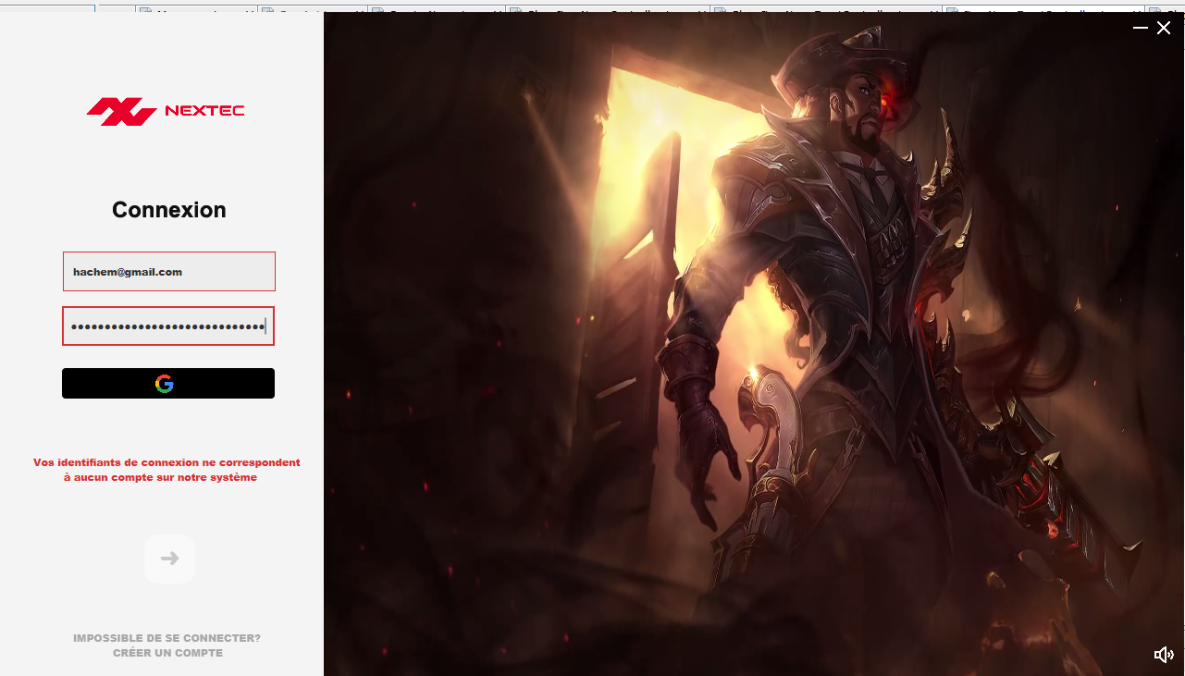 NEXTEC
Connexion
hachem@gmail.com
Vos identifiants de connexion ne correspondent
à aucun compte sur notre système
IMPOSSIBLE DE SE CONNECTER?
CRÉER UN COMPTE